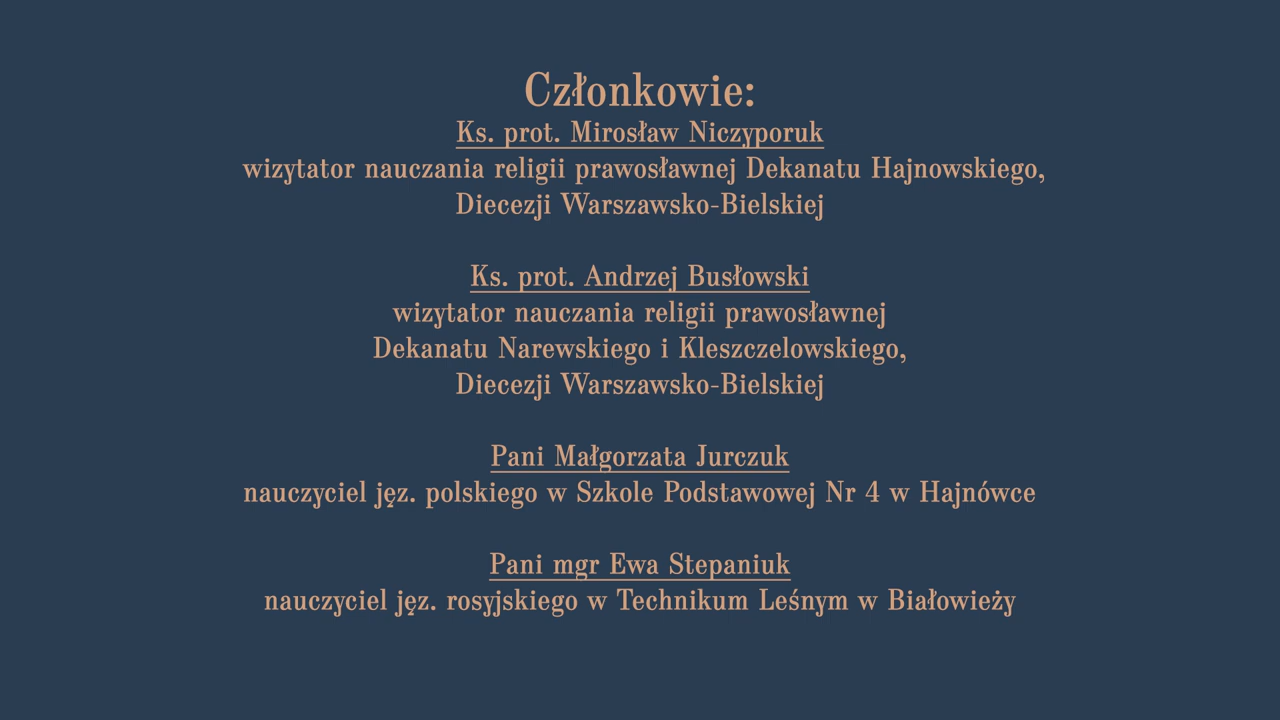 Członkowie:
Ks. prot. Mirosław Niczyporuk
wizytator nauczania religii prawosławnej Dekanatu Hajnowskiego,
Diecezji Warszawsko-Bielskiej
Ks. prot. Andrzej Busłowski
wizytator nauczania religii prawosławnej
Dekanatu Narewskiego i Kleszczelowskiego,
Diecezji Warszawsko-Bielskiej
Pani Małgorzata Jurczuk
nauczyciel jęz. polskiego w Szkole Podstawowej Nr 4 w Hajnówce
Pani mgr Ewa Stepaniuk
nauczyciel jęz. rosyjskiego w Technikum Leśnym w Białowieży